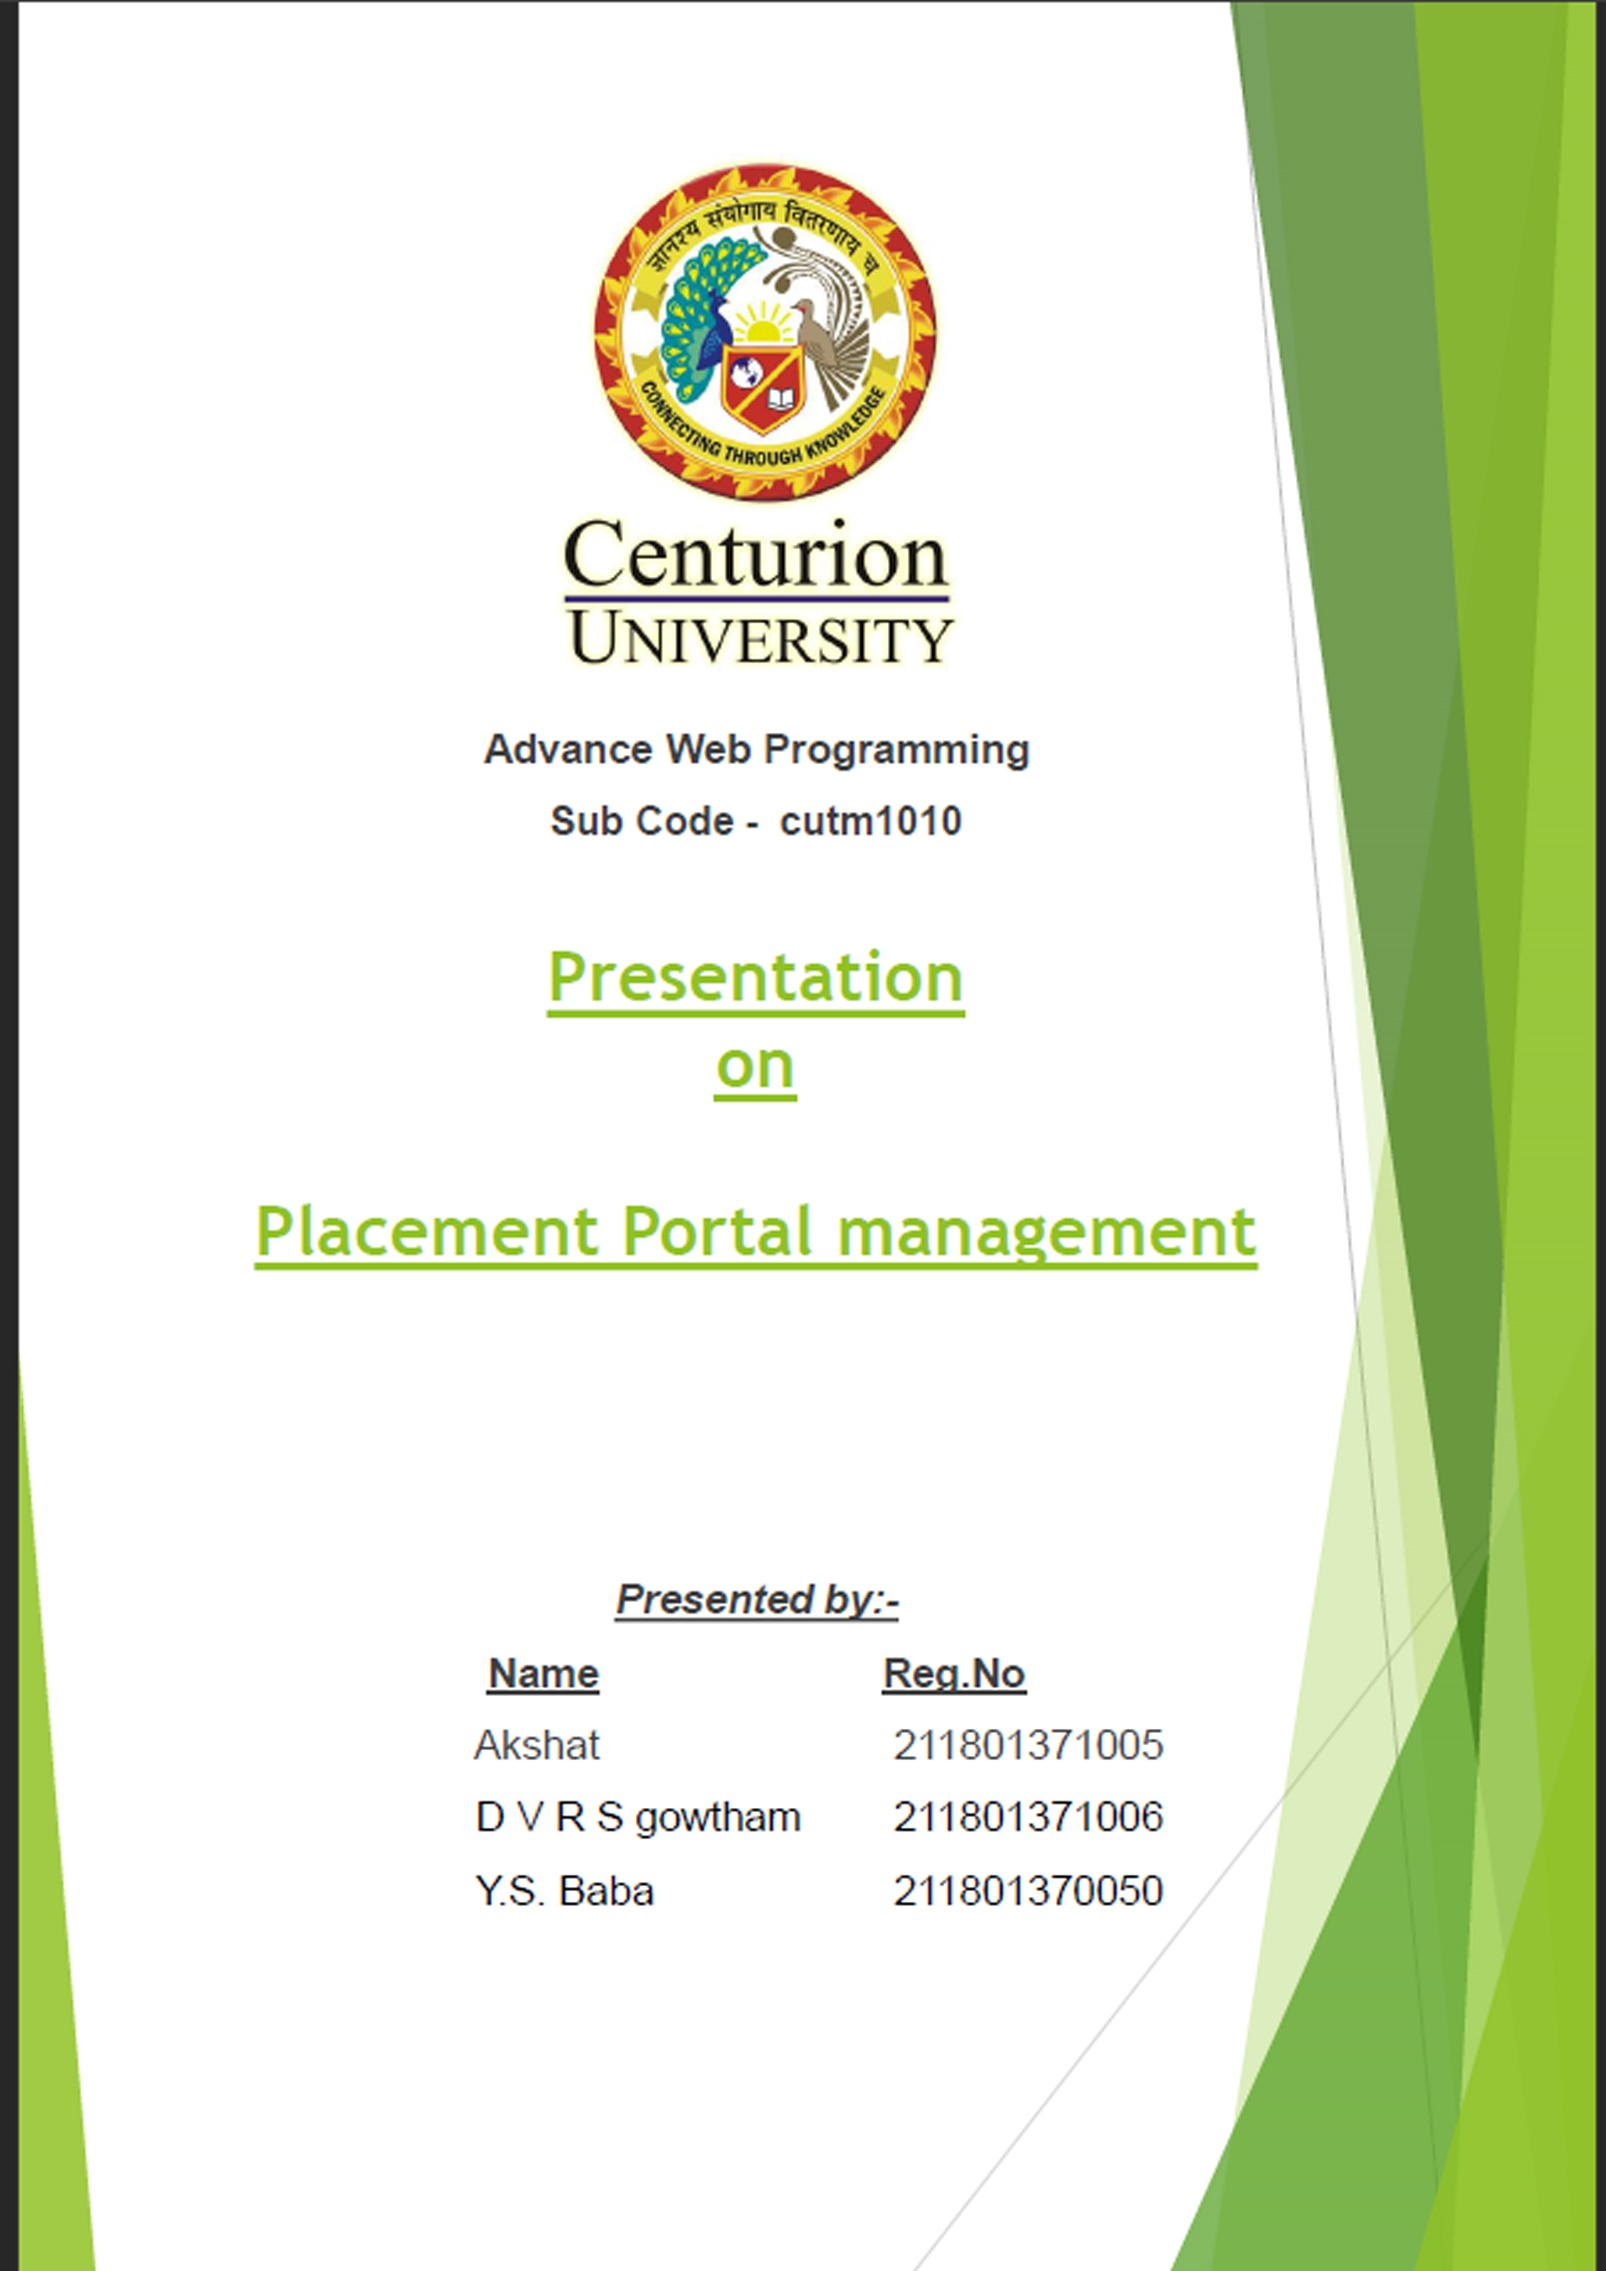 ज्ञानश्य संयोगाय वितरणाय च
CONNECTING THROUGH KNOWLEDGE
Centurion
UNIVERSITY
Advance Web Programming
Sub Code - cutm1010
Presentation
on
Placement Portal management
Presented by:-
Name Reg.No
Akshat 211801371005
D V R S gowtham 211801371006
Y.S. Baba 211801370050